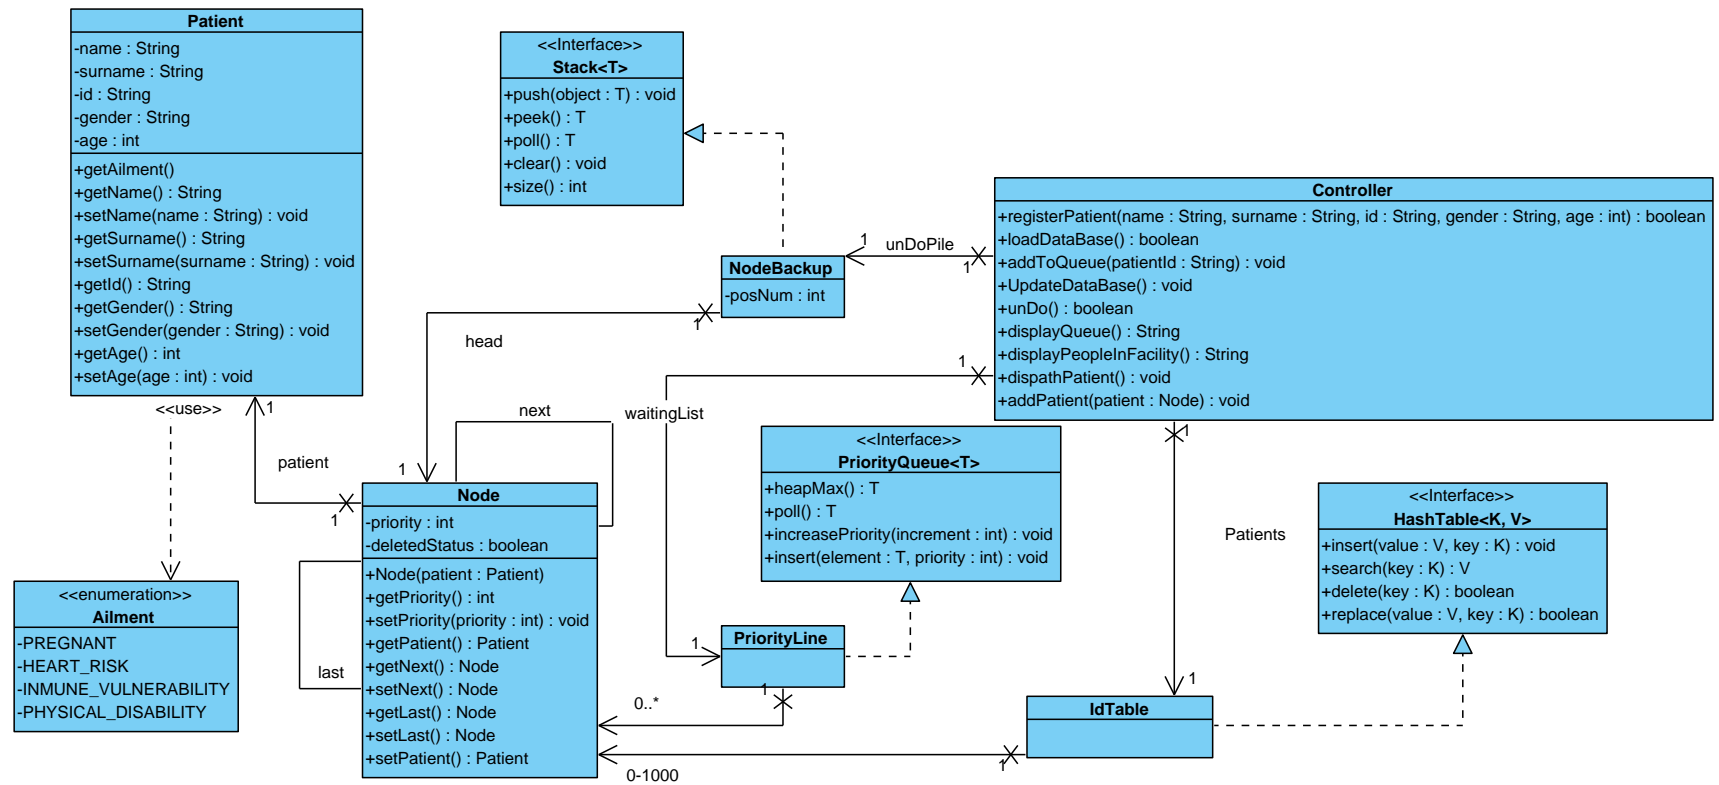 Patient
-name : String
-surname : String
-id : String
-gender : String
-age : int
+getAilment()
+getName() : String
+setName(name : String) : void
+getSurname() : String
+setSurname(surname : String) : void
+getId() : String
+getGender() : String
+setGender(gender : String) : void
+getAge() : int
+setAge(age : int) : void
<<Interface>>
Stack<T>
+push(object : T) : void
+peek() : T
+poll() : T
+clear() : void
+size() : int
Controller
+registerPatient(name : String, surname : String, id : String, gender : String, age : int) : boolean
+loadDataBase() : boolean
+addToQueue(patientId : String) : void
+UpdateDataBase() : void
+unDo() : boolean
+displayQueue() : String
+displayPeopleInFacility() : String
+dispathPatient() : void
+addPatient(patient : Node) : void
1
unDoPile
1
NodeBackup
-posNum : int
1
head
1
1
waitingList
1
<<use>>
1
patient
1
next
last
Node
-priority : int
-deletedStatus : boolean
+Node(patient : Patient)
+getPriority() : int
+setPriority(priority : int) : void
+getPatient() : Patient
+getNext() : Node
+setNext() : Node
+getLast() : Node
+setLast() : Node
+setPatient() : Patient
<<enumeration>>
Ailment
-PREGNANT
-HEART_RISK
-INMUNE_VULNERABILITY
-PHYSICAL_DISABILITY
<<Interface>>
PriorityQueue<T>
+heapMax() : T
+poll() : T
+increasePriority(increment : int) : void
+insert(element : T, priority : int) : void
PriorityLine
1
0..*
1
Patients
1
<<Interface>>
HashTable<K, V>
+insert(value : V, key : K) : void
+search(key : K) : V
+delete(key : K) : boolean
+replace(value : V, key : K) : boolean
IdTable
1
0-1000